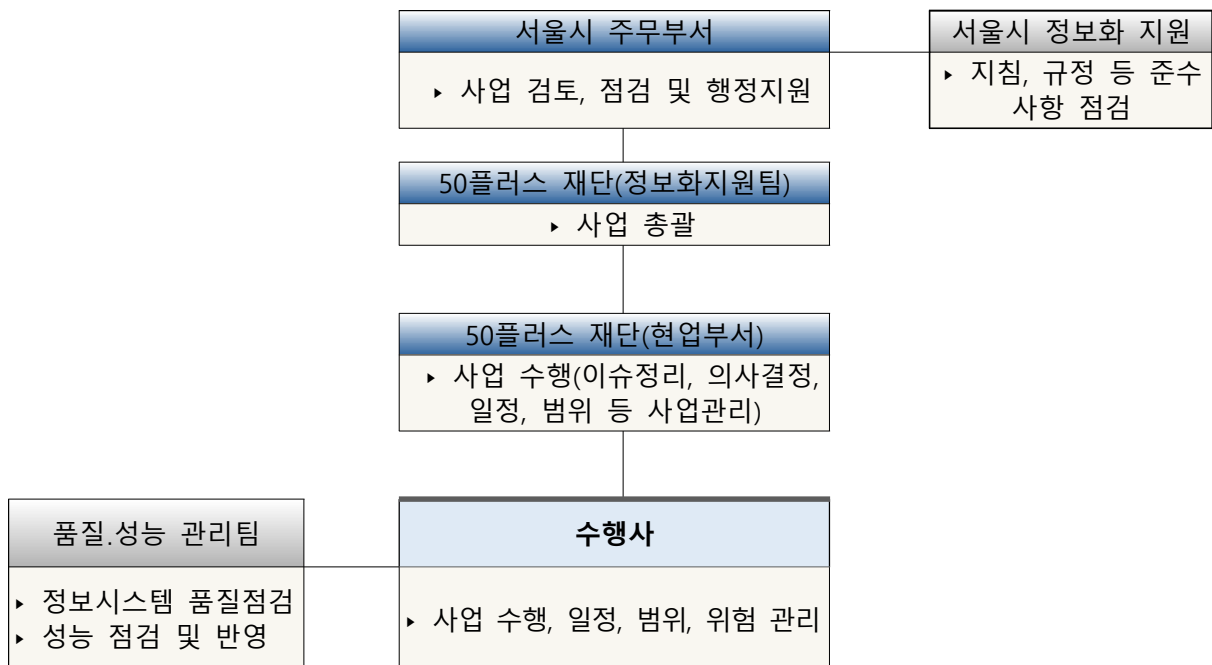 서울시 주무부서
▸ 사업 검토, 점검 및 행정지원
서울시 정보화 지원
▸ 지침, 규정 등 준수
사항 점검
50플러스 재단(정보화지원팀)
▸ 사업 총괄
50플러스 재단(현업부서)
▸ 사업 수행(이슈정리, 의사결정,
일정, 범위 등 사업관리)
품질.성능 관리팀
▸ 정보시스템 품질점검
▸ 성능 점검 및 반영
수행사
▸ 사업 수행, 일정, 범위, 위험 관리